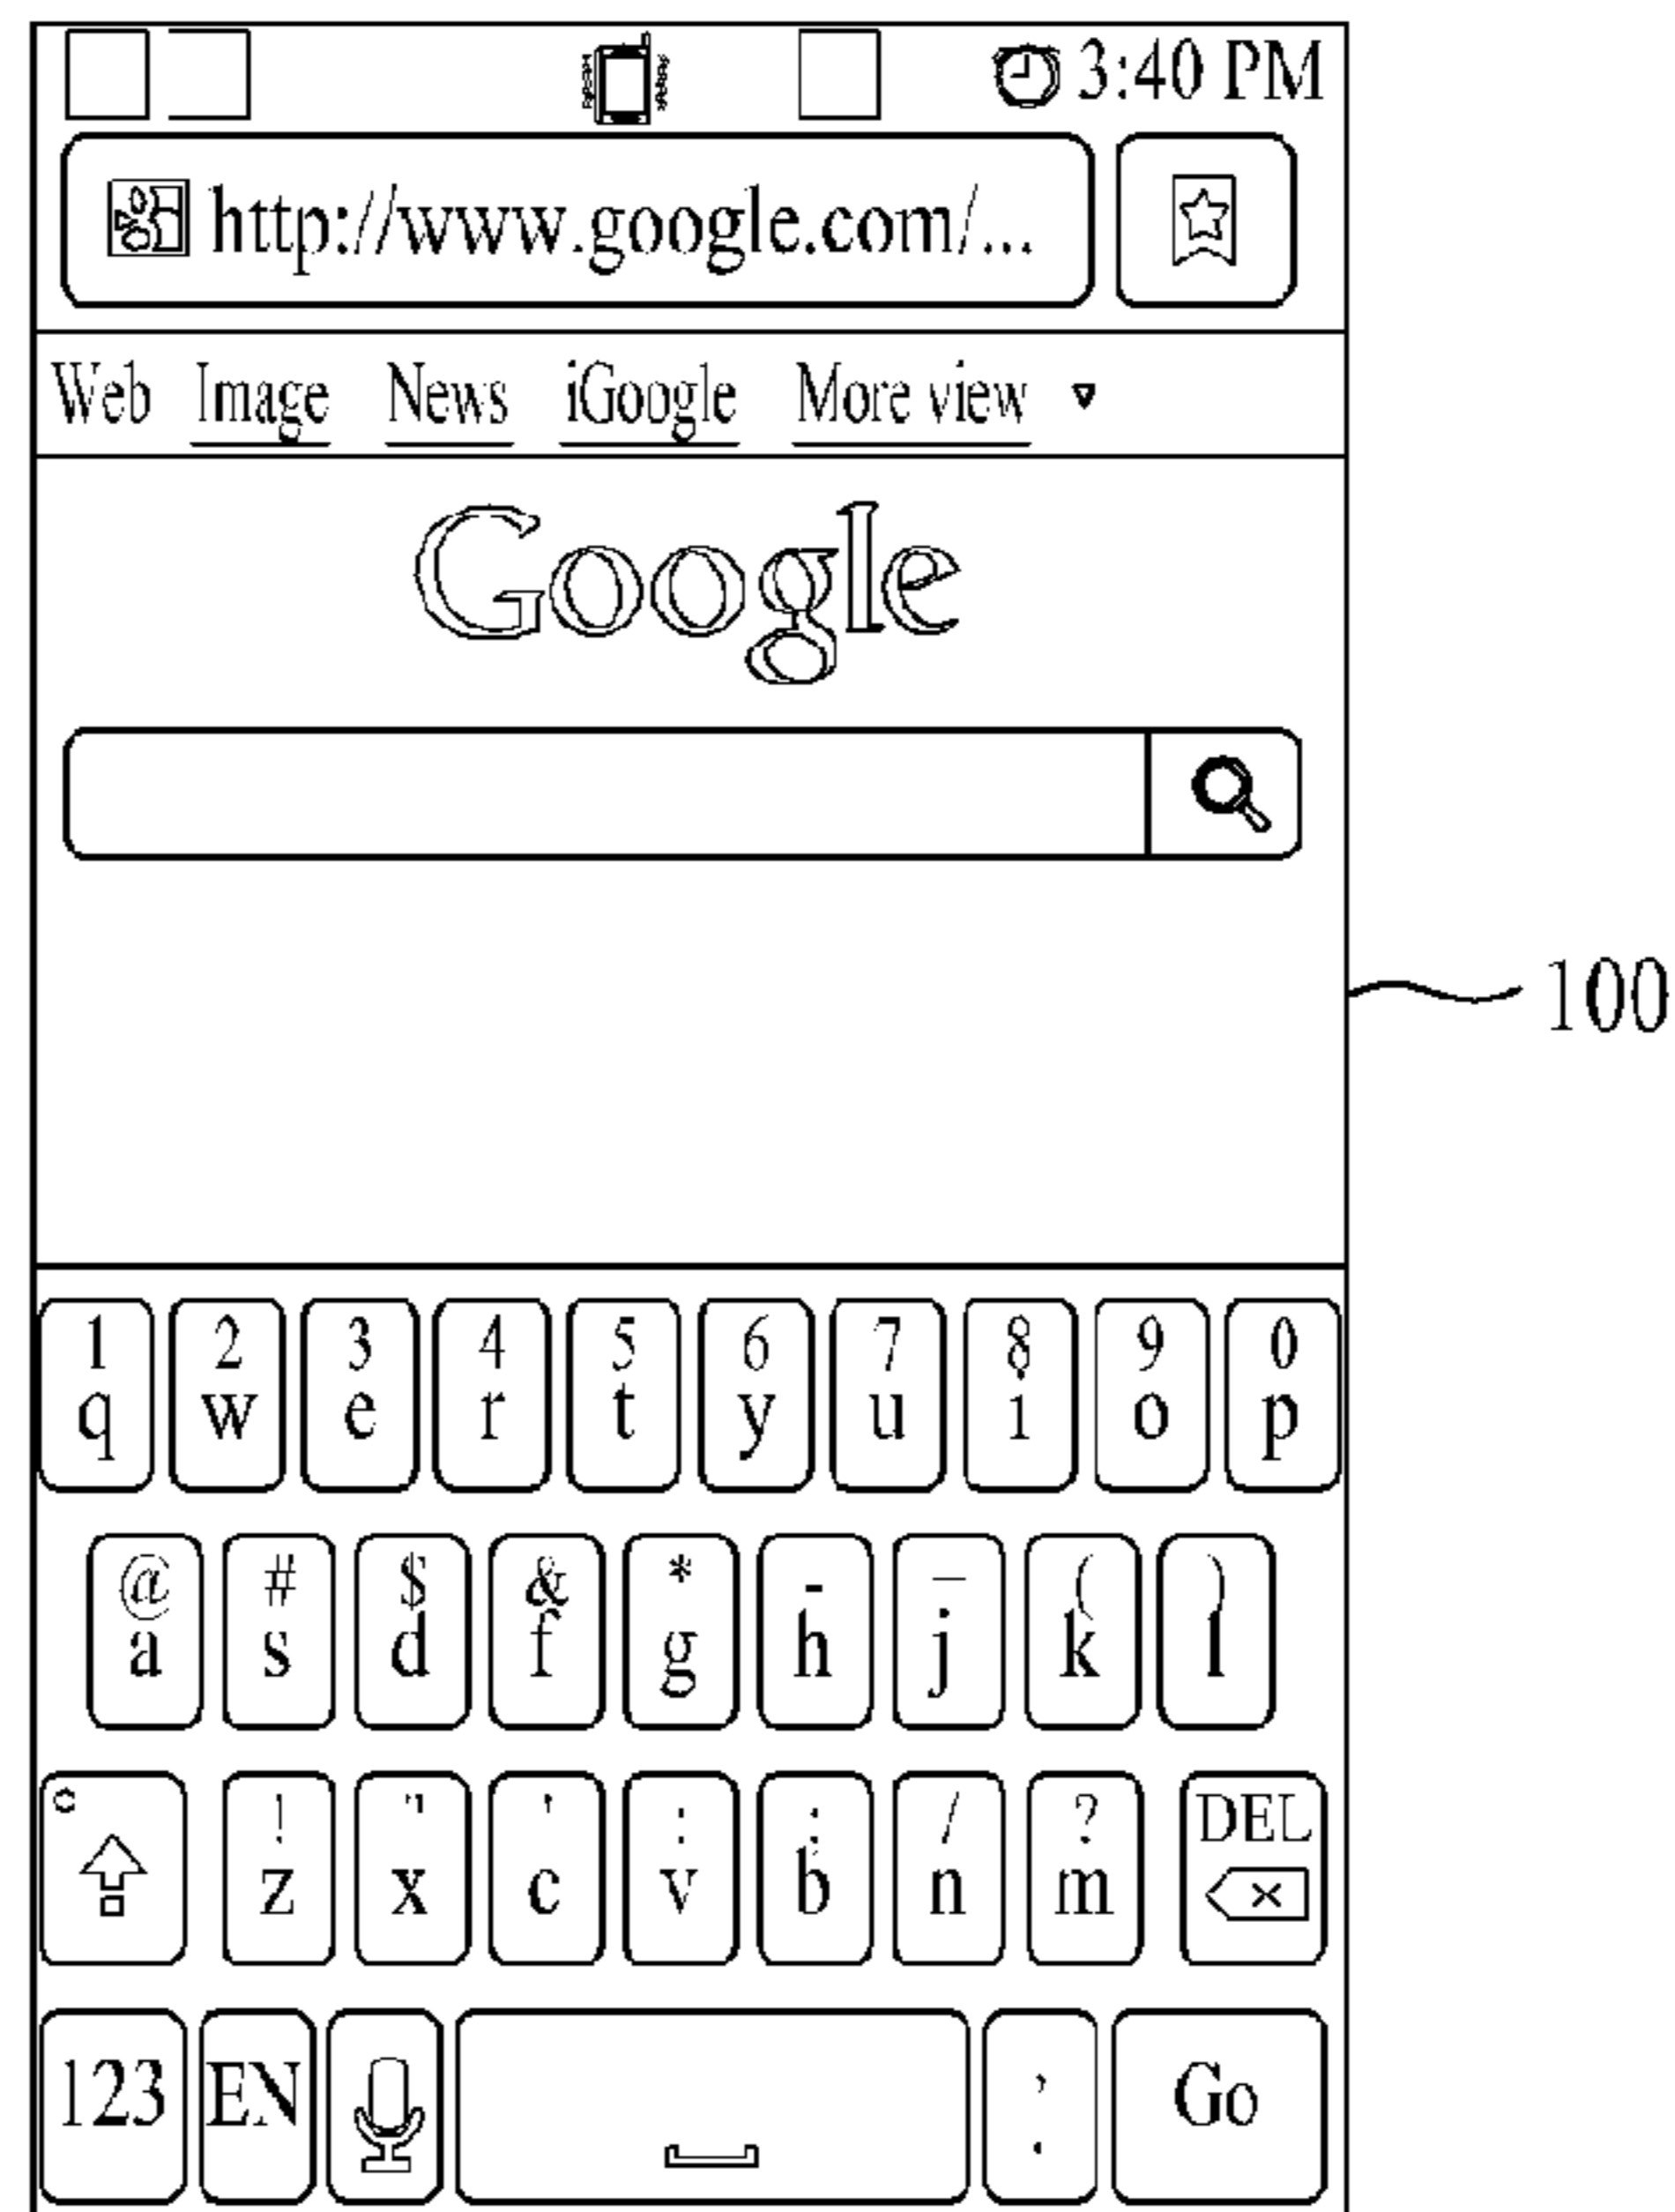 3:40 PM
http://www.google.com/...
Web Image News iGoogle More view
Google
100
1 2 3 4 5 6 7 8 9 0
q w e r t y u i o p
@ # $ & * - _ ( )
a s d f g h j k l
! " ' : ; / ? DEL
z x c v b n m
123 EN , . Go